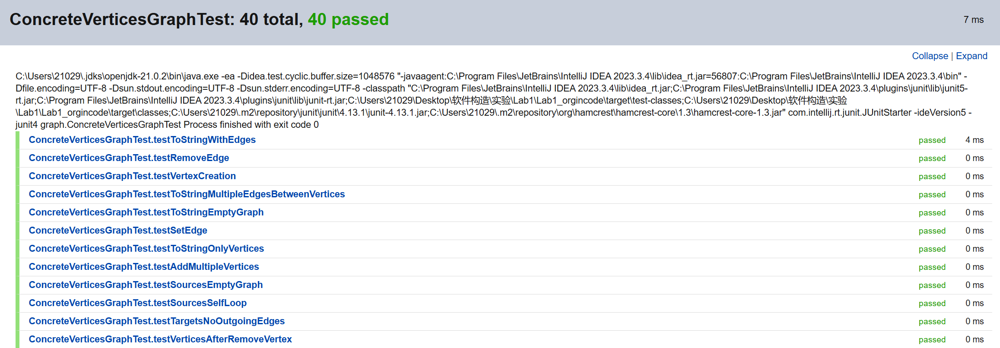 ConcreteVerticesGraphTest: 40 total, 40 passed
7 ms
Collapse | Expand
C:\Users\21029\.jdks\openjdk-21.0.2\bin\java.exe -ea -Didea.test.cyclic.buffer.size=1048576 "-javaagent:C:\Program Files\JetBrains\IntelliJ IDEA 2023.3.4\lib\idea_rt.jar=56807:C:\Program Files\JetBrains\IntelliJ IDEA 2023.3.4\bin" -
Dfile.encoding=UTF-8 -Dsun.stdout.encoding=UTF-8 -Dsun.stderr.encoding=UTF-8 -classpath "C:\Program Files\JetBrains\IntelliJ IDEA 2023.3.4\lib\idea_rt.jar;C:\Program Files\JetBrains\IntelliJ IDEA 2023.3.4\plugins\junit\lib\junit5-
rt.jar;C:\Program Files\JetBrains\IntelliJ IDEA 2023.3.4\plugins\junit\lib\junit-rt.jar;C:\Users\21029\Desktop\软件构造\实验\Lab1\Lab1_orgincode\target\test-classes;C:\Users\21029\Desktop\软件构造\实验
\Lab1\Lab1_orgincode\target\classes;C:\Users\21029\.m2\repository\junit\junit\4.13.1\junit-4.13.1.jar;C:\Users\21029\.m2\repository\org\hamcrest\hamcrest-core\1.3\hamcrest-core-1.3.jar" com.intellij.rt.junit.JUnitStarter -ideVersion5 -
junit4 graph.ConcreteVerticesGraphTest Process finished with exit code 0
ConcreteVerticesGraphTest.testToStringWithEdges passed 4 ms
ConcreteVerticesGraphTest.testRemoveEdge passed 0 ms
ConcreteVerticesGraphTest.testVertexCreation passed 0 ms
ConcreteVerticesGraphTest.testToStringMultipleEdgesBetweenVertices passed 0 ms
ConcreteVerticesGraphTest.testToStringEmptyGraph passed 0 ms
ConcreteVerticesGraphTest.testSetEdge passed 0 ms
ConcreteVerticesGraphTest.testToStringOnlyVertices passed 0 ms
ConcreteVerticesGraphTest.testAddMultipleVertices passed 0 ms
ConcreteVerticesGraphTest.testSourcesEmptyGraph passed 0 ms
ConcreteVerticesGraphTest.testSourcesSelfLoop passed 0 ms
ConcreteVerticesGraphTest.testTargetsNoOutgoingEdges passed 0 ms
ConcreteVerticesGraphTest.testVerticesAfterRemoveVertex passed 0 ms